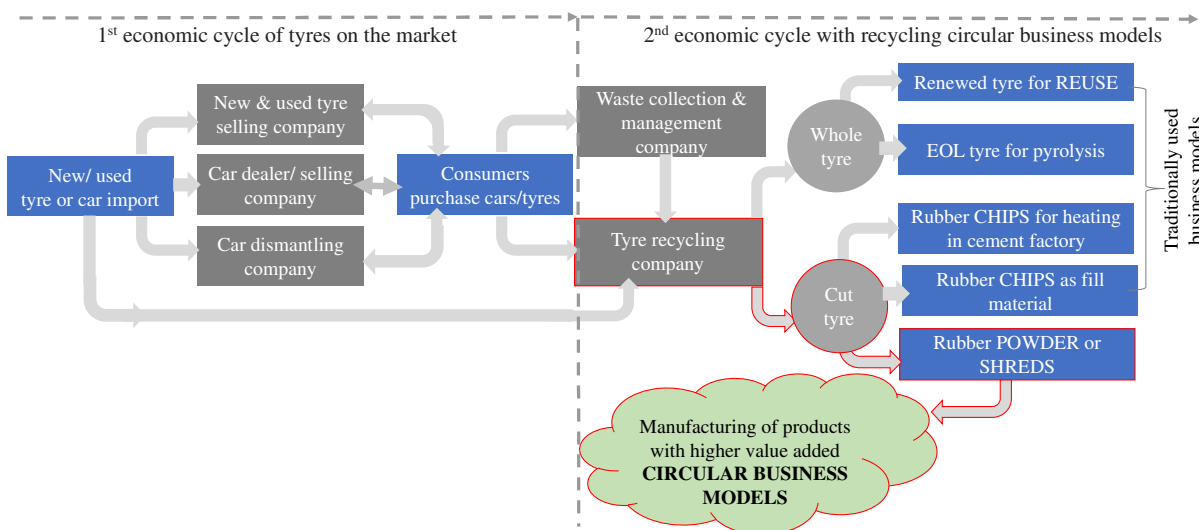 1st economic cycle of tyres on the market
2nd economic cycle with recycling circular business models
New/ used
tyre or car import
New & used tyre
selling company
Car dealer/ selling
company
Car dismantling
company
Consumers
purchase cars/tyres
Waste collection &
management
company
Tyre recycling
company
Whole
tyre
Cut
tyre
Renewed tyre for REUSE
EOL tyre for pyrolysis
Rubber CHIPS for heating
in cement factory
Rubber CHIPS as fill
material
Rubber POWDER or
SHREDS
Traditionally used
business models
Manufacturing of products
with higher value added
CIRCULAR BUSINESS
MODELS